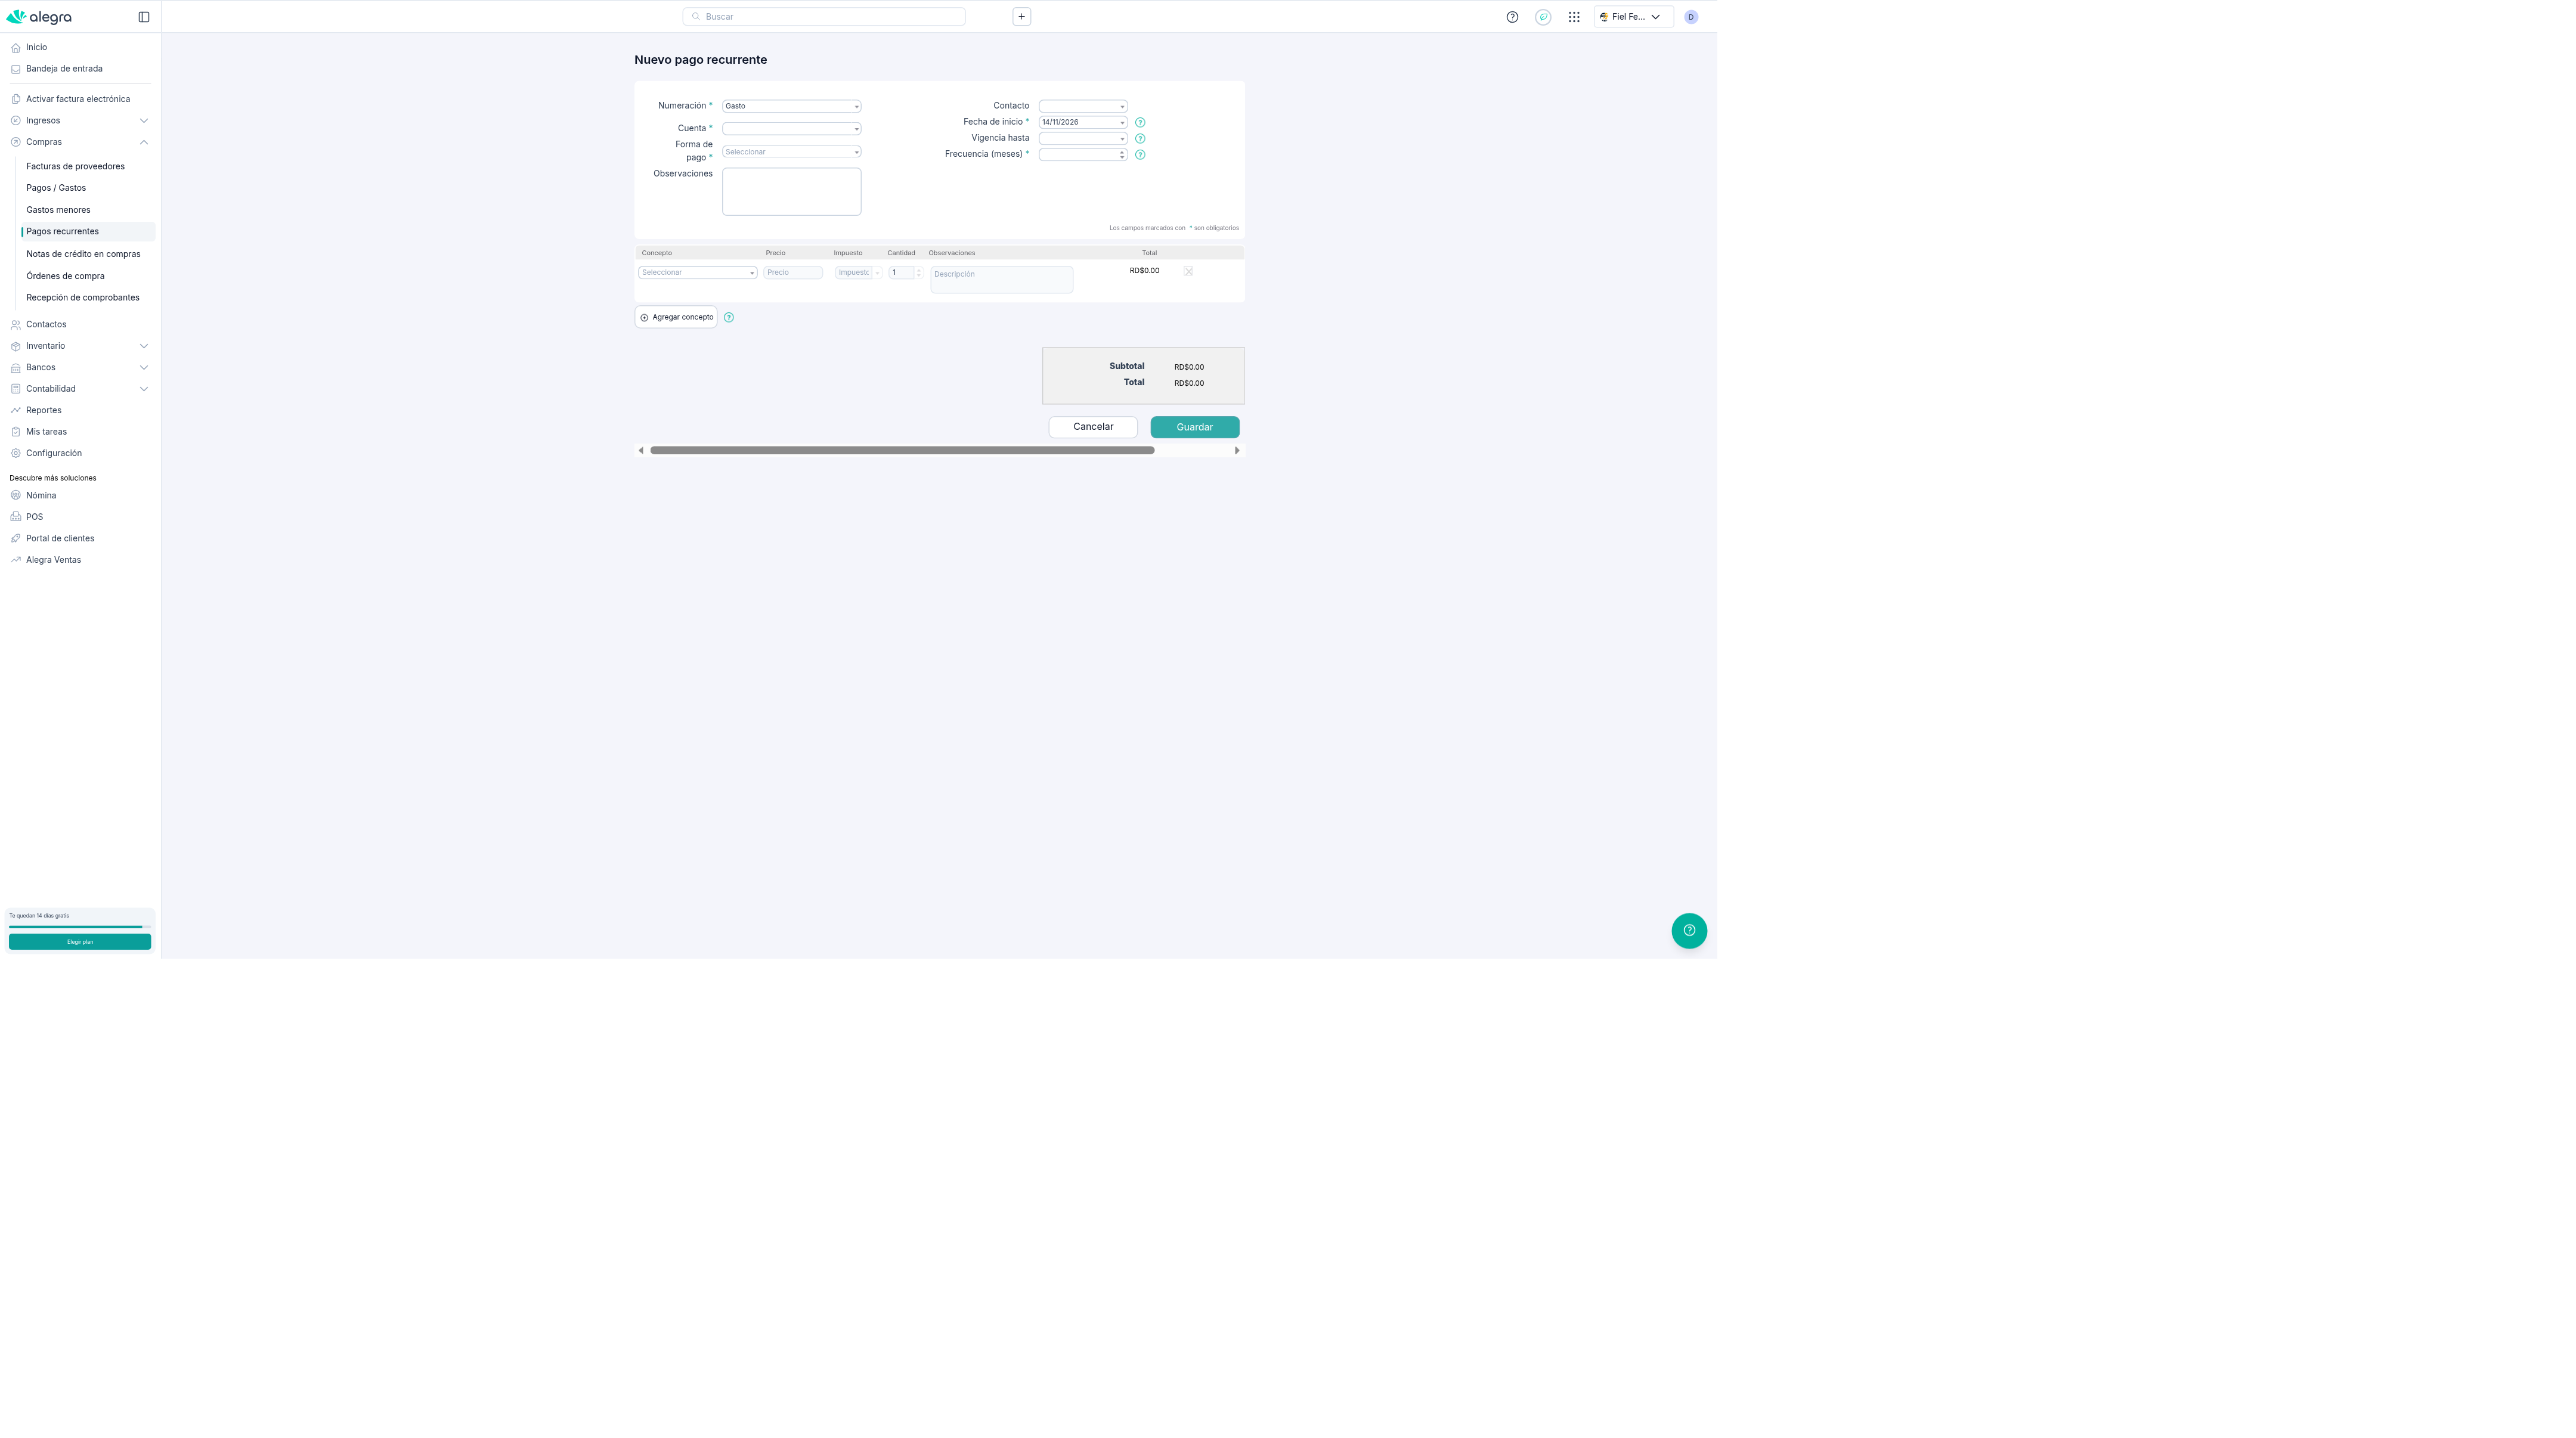 alegra
Buscar
Fiel Fe...
D
Inicio
Bandeja de entrada
Activar factura electrónica
Ingresos
Compras
Facturas de proveedores
Pagos / Gastos
Gastos menores
Pagos recurrentes
Notas de crédito en compras
Órdenes de compra
Recepción de comprobantes
Contactos
Inventario
Bancos
Contabilidad
Reportes
Mis tareas
Configuración
Descubre más soluciones
Nómina
POS
Portal de clientes
Alegra Ventas
Te quedan 14 días gratis
Elegir plan
Nuevo pago recurrente
Numeración * Gasto
Cuenta *
Forma de
pago * Seleccionar
Observaciones
Contacto
Fecha de inicio * 14/11/2026
Vigencia hasta
Frecuencia (meses) *
Los campos marcados con * son obligatorios
Concepto Precio Impuesto Cantidad Observaciones Total
Seleccionar Precio Impuesto 1 Descripción RD$0.00
Agregar concepto
Subtotal RD$0.00
Total RD$0.00
Cancelar Guardar